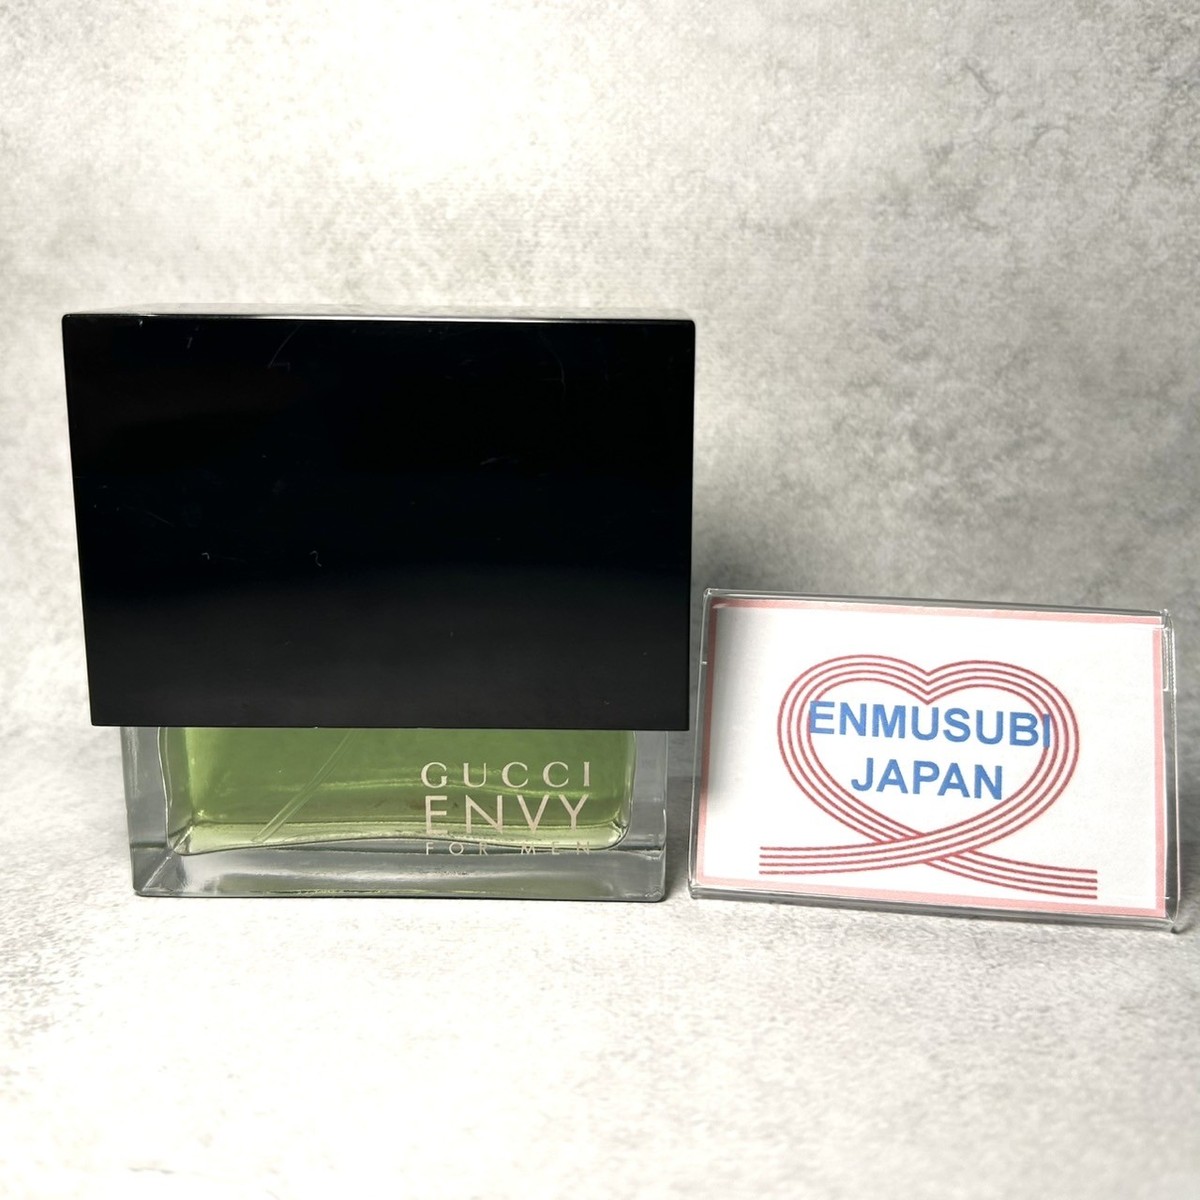 GUCCI
ENVY
FOR MEN
ENMUSUBI
JAPAN